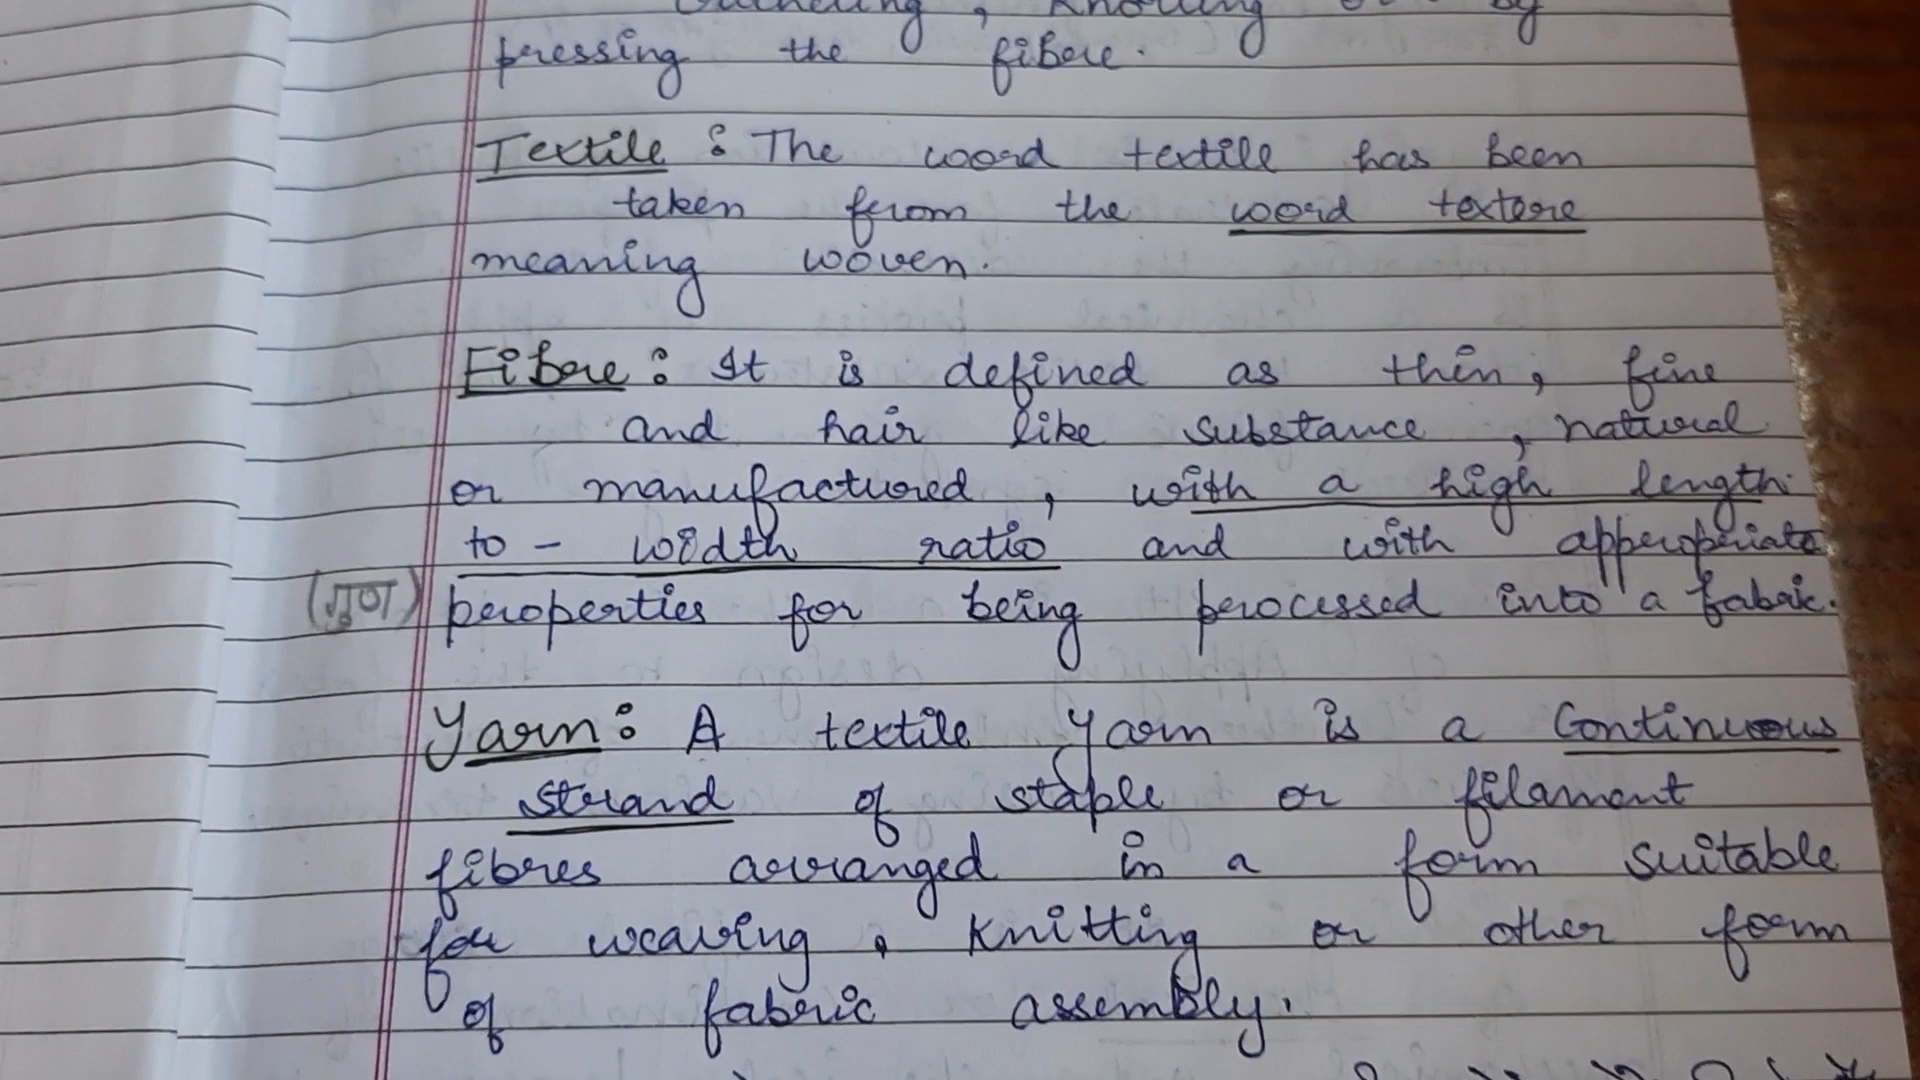 pressing the fibre.
Textile : The word textile has been
taken from the word textere
meaning woven.
Fibre : It is defined as thin, fine
and hair like substance, natural
or manufactured, with a high length
to - width ratio and with appropriate
(गुण) properties for being processed into a fabric.
Yarn : A textile yarn is a continuous
strand of staple or filament
fibres arranged in a form suitable
for weaving, knitting or other form
of fabric assembly.